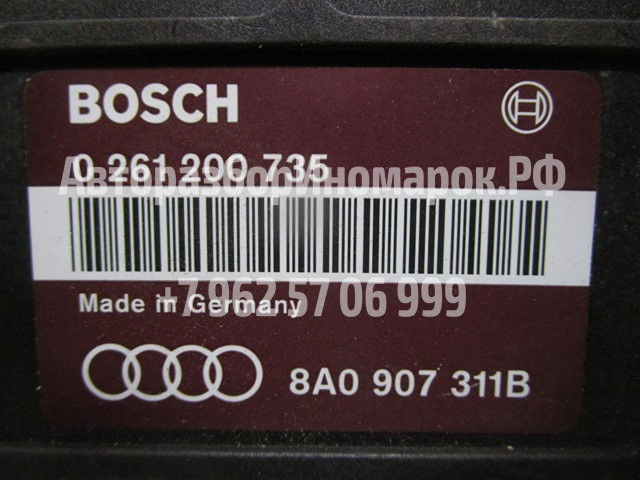 BOSCH
0 261 200 735
АвторазборИномарок.РФ
+7 962 57 06 999
Made in Germany
8A0 907 311B